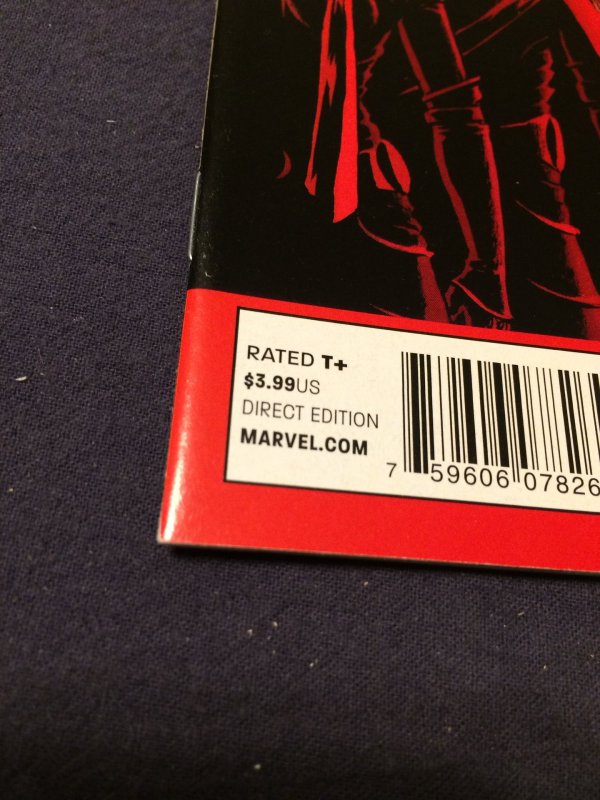 RATED T+
$3.99US
DIRECT EDITION
MARVEL.COM
7 59606 07826